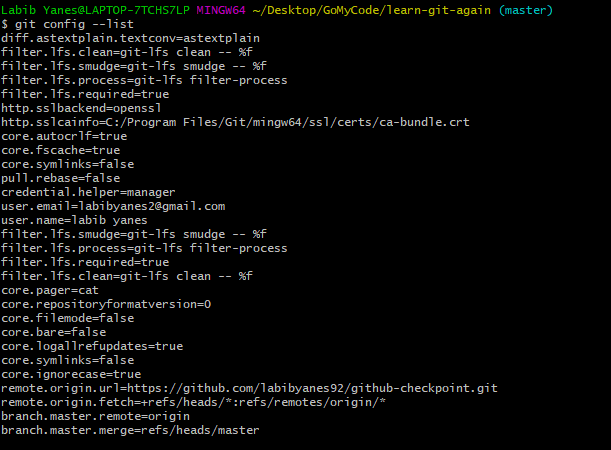 Labib Yanes@LAPTOP-7TCHS7LP MINGW64 ~/Desktop/GoMyCode/learn-git-again (master)
$ git config --list
diff.astextplain.textconv=astextplain
filter.lfs.clean=git-lfs clean -- %f
filter.lfs.smudge=git-lfs smudge -- %f
filter.lfs.process=git-lfs filter-process
filter.lfs.required=true
http.sslbackend=openssl
http.sslcainfo=C:/Program Files/Git/mingw64/ssl/certs/ca-bundle.crt
core.autocrlf=true
core.fscache=true
core.symlinks=false
pull.rebase=false
credential.helper=manager
user.email=labibyanes2@gmail.com
user.name=labib yanes
filter.lfs.smudge=git-lfs smudge -- %f
filter.lfs.process=git-lfs filter-process
filter.lfs.required=true
filter.lfs.clean=git-lfs clean -- %f
core.pager=cat
core.repositoryformatversion=0
core.filemode=false
core.bare=false
core.logallrefupdates=true
core.symlinks=false
core.ignorecase=true
remote.origin.url=https://github.com/labibyanes92/github-checkpoint.git
remote.origin.fetch=+refs/heads/*:refs/remotes/origin/*
branch.master.remote=origin
branch.master.merge=refs/heads/master